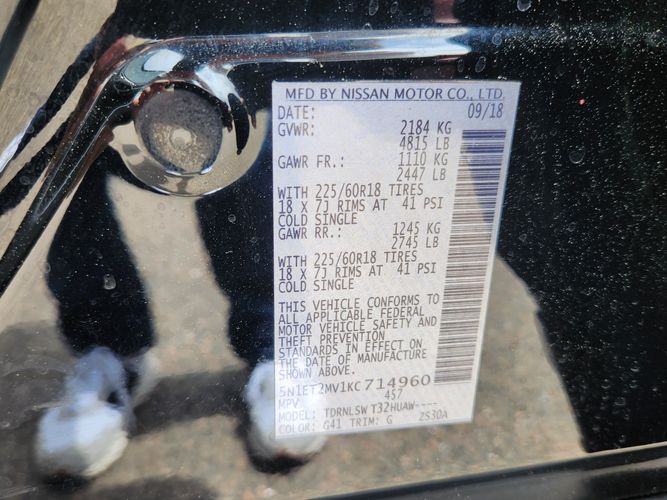 MFD BY NISSAN MOTOR CO., LTD.
DATE: 09/18
GVWR: 2184 KG
4815 LB
GAWR FR.: 1110 KG
2447 LB
WITH 225/60R18 TIRES
18 X 7J RIMS AT 41 PSI
COLD SINGLE
GAWR RR.: 1245 KG
2745 LB
WITH 225/60R18 TIRES
18 X 7J RIMS AT 41 PSI
COLD SINGLE
THIS VEHICLE CONFORMS TO
ALL APPLICABLE FEDERAL
MOTOR VEHICLE SAFETY AND
THEFT PREVENTION
STANDARDS IN EFFECT ON
THE DATE OF MANUFACTURE
SHOWN ABOVE.
5N1ET2MV1KC714960
MPV 457
MODEL: TDRNLSW T32HUAW----
COLOR: G41 TRIM: G ZS30A